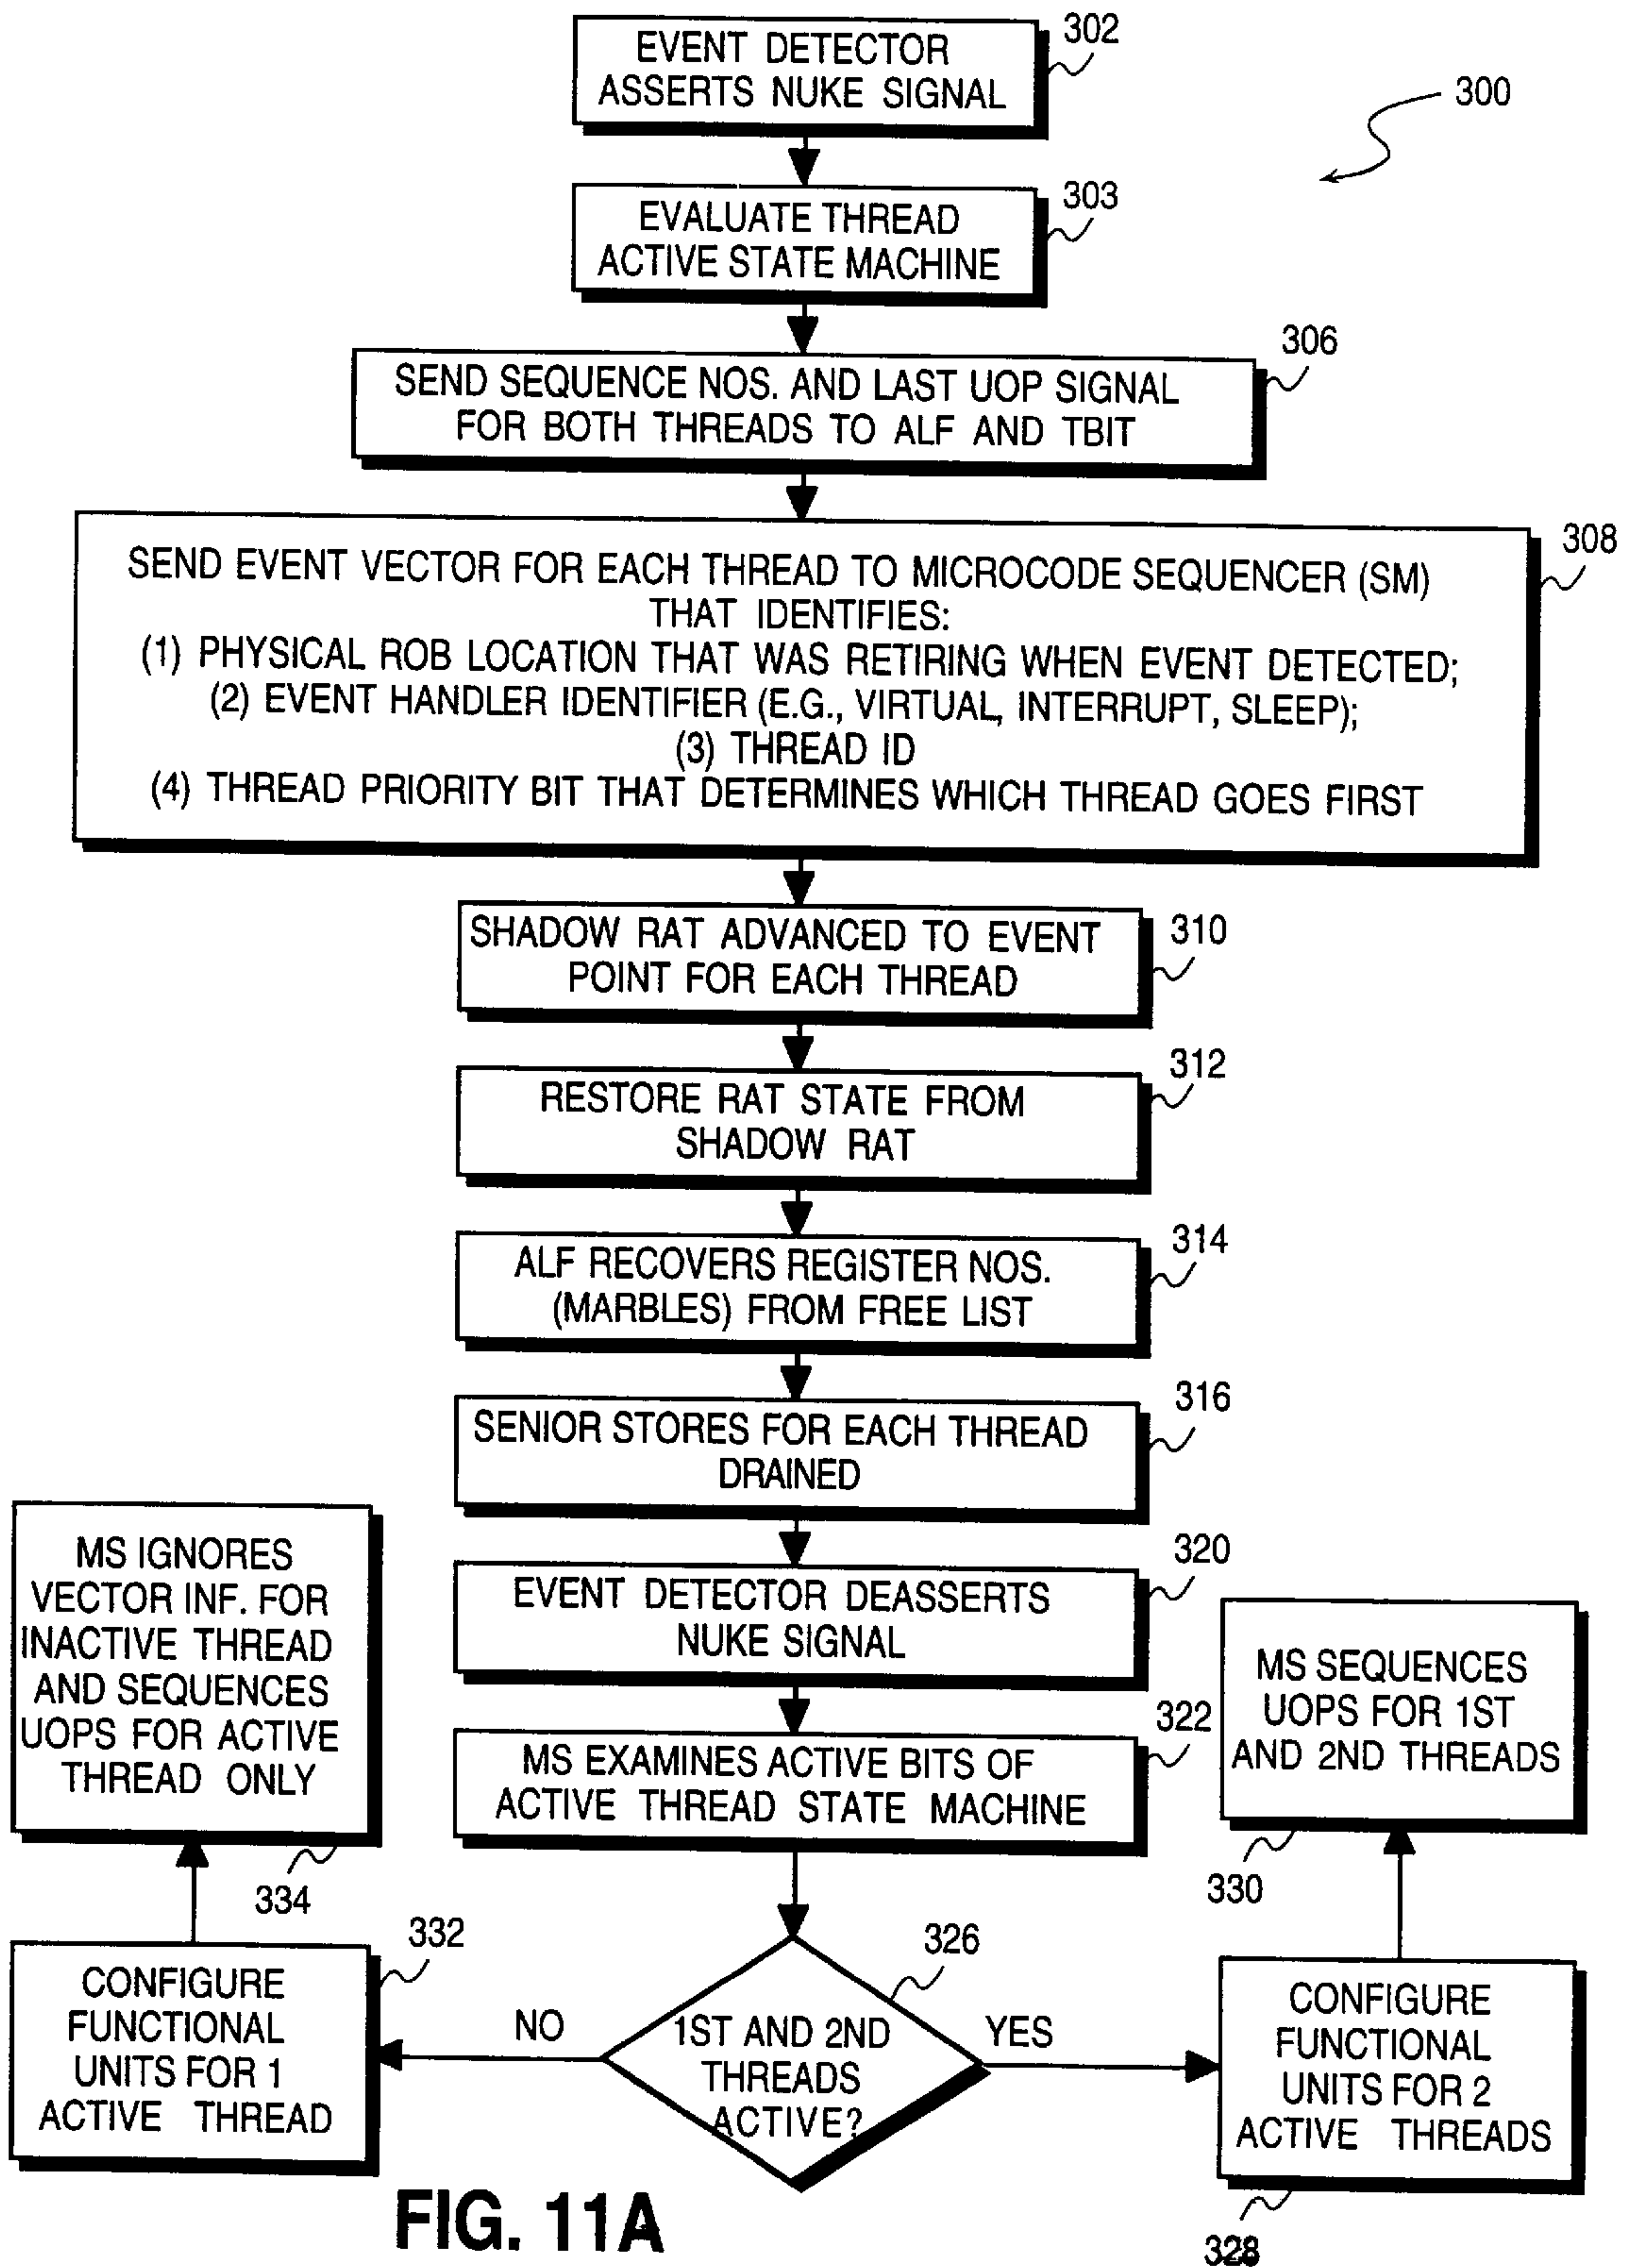 EVENT DETECTOR
ASSERTS NUKE SIGNAL
302
300
EVALUATE THREAD
ACTIVE STATE MACHINE
303
SEND SEQUENCE NOS. AND LAST UOP SIGNAL
FOR BOTH THREADS TO ALF AND TBIT
306
SEND EVENT VECTOR FOR EACH THREAD TO MICROCODE SEQUENCER (SM)
THAT IDENTIFIES:
(1) PHYSICAL ROB LOCATION THAT WAS RETIRING WHEN EVENT DETECTED;
(2) EVENT HANDLER IDENTIFIER (E.G., VIRTUAL, INTERRUPT, SLEEP);
(3) THREAD ID
(4) THREAD PRIORITY BIT THAT DETERMINES WHICH THREAD GOES FIRST
308
SHADOW RAT ADVANCED TO EVENT
POINT FOR EACH THREAD
310
RESTORE RAT STATE FROM
SHADOW RAT
312
ALF RECOVERS REGISTER NOS.
(MARBLES) FROM FREE LIST
314
SENIOR STORES FOR EACH THREAD
DRAINED
316
EVENT DETECTOR DEASSERTS
NUKE SIGNAL
320
MS EXAMINES ACTIVE BITS OF
ACTIVE THREAD STATE MACHINE
322
1ST AND 2ND
THREADS
ACTIVE?
326
NO
YES
CONFIGURE
FUNCTIONAL
UNITS FOR 1
ACTIVE THREAD
332
MS IGNORES
VECTOR INF. FOR
INACTIVE THREAD
AND SEQUENCES
UOPS FOR ACTIVE
THREAD ONLY
334
CONFIGURE
FUNCTIONAL
UNITS FOR 2
ACTIVE THREADS
328
MS SEQUENCES
UOPS FOR 1ST
AND 2ND THREADS
330
FIG. 11A